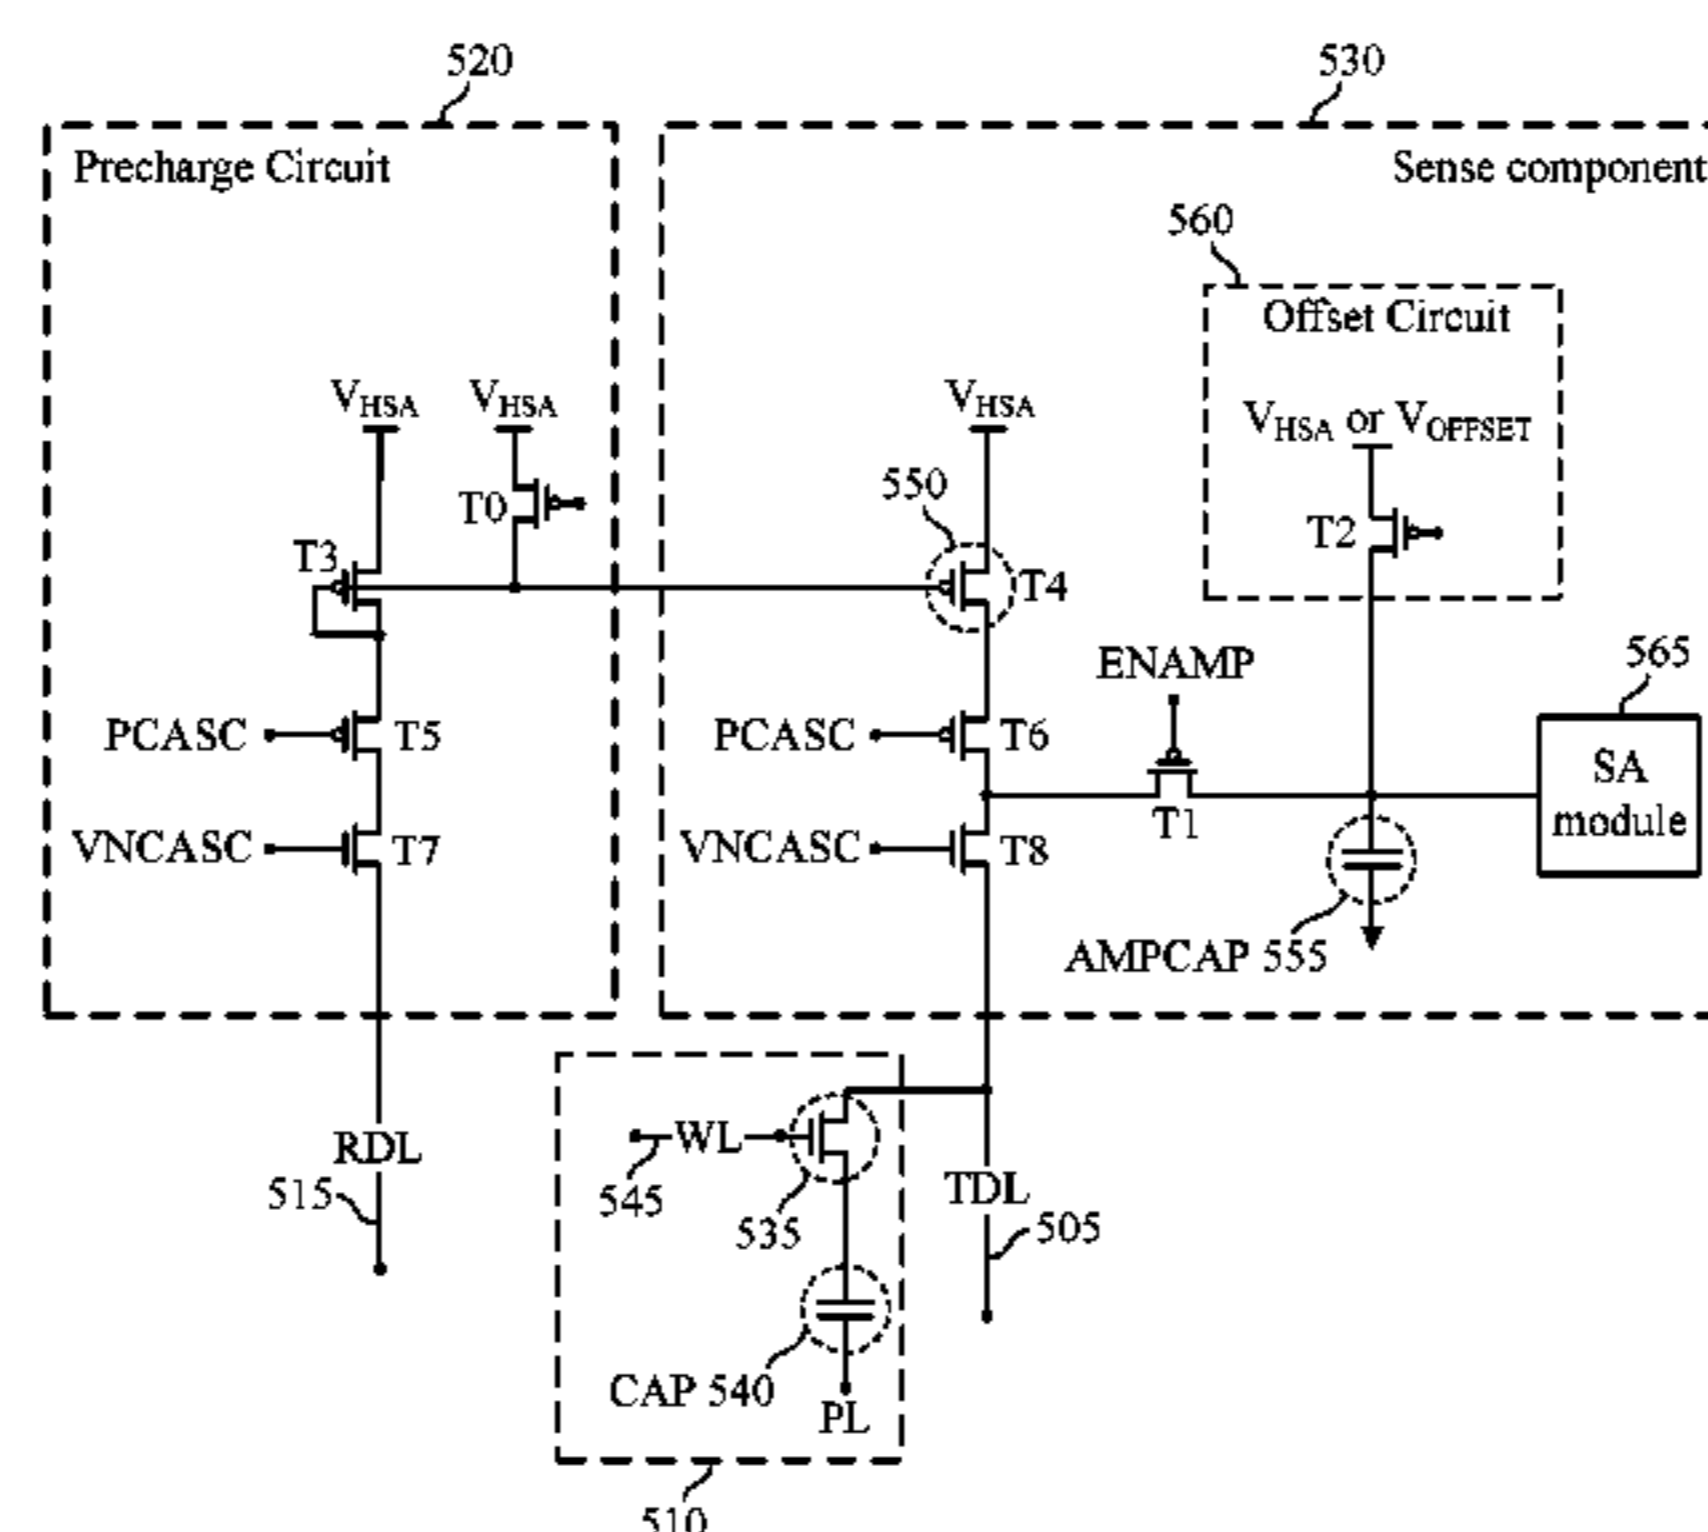 520
530
Precharge Circuit
Sense component
560
Offset Circuit
VHSA
VHSA
VHSA
VHSA or VOFFSET
550
T0
T2
T3
T4
ENAMP
565
PCASC
T5
PCASC
T6
SA
module
T1
VNCASC
T7
VNCASC
T8
AMPCAP 555
RDL
WL
515
545
535
TDL
505
CAP 540
PL
510